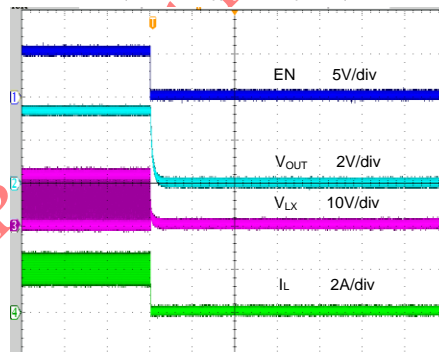 EN 5V/div
1
VOUT 2V/div
2
VLX 10V/div
3
IL 2A/div
4